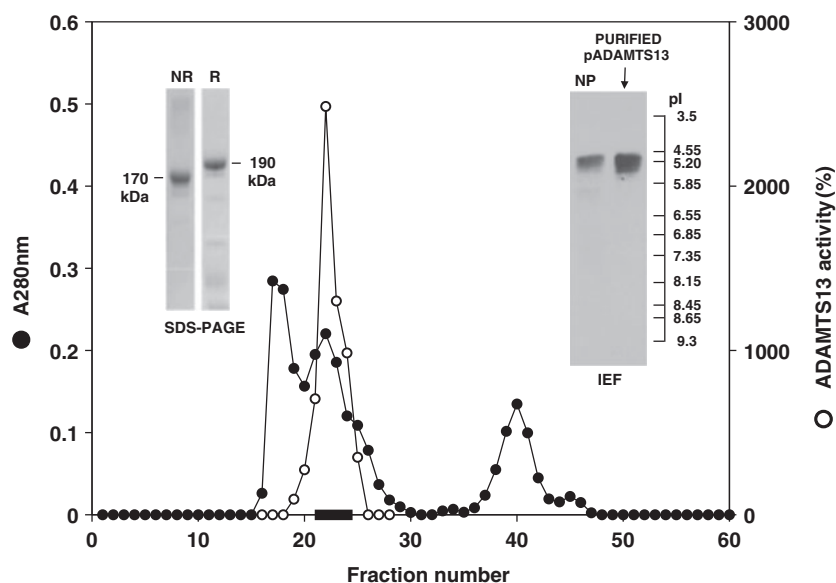 0.6
0.5
0.4
0.3
0.2
0.1
0
A280nm
3000
2000
1000
0
ADAMTS13 activity (%)
0 10 20 30 40 50 60
Fraction number
NR R
170 kDa
190 kDa
SDS-PAGE
PURIFIED
pADAMTS13
NP
pI
3.5
4.55
5.20
5.85
6.55
6.85
7.35
8.15
8.45
8.65
9.3
IEF